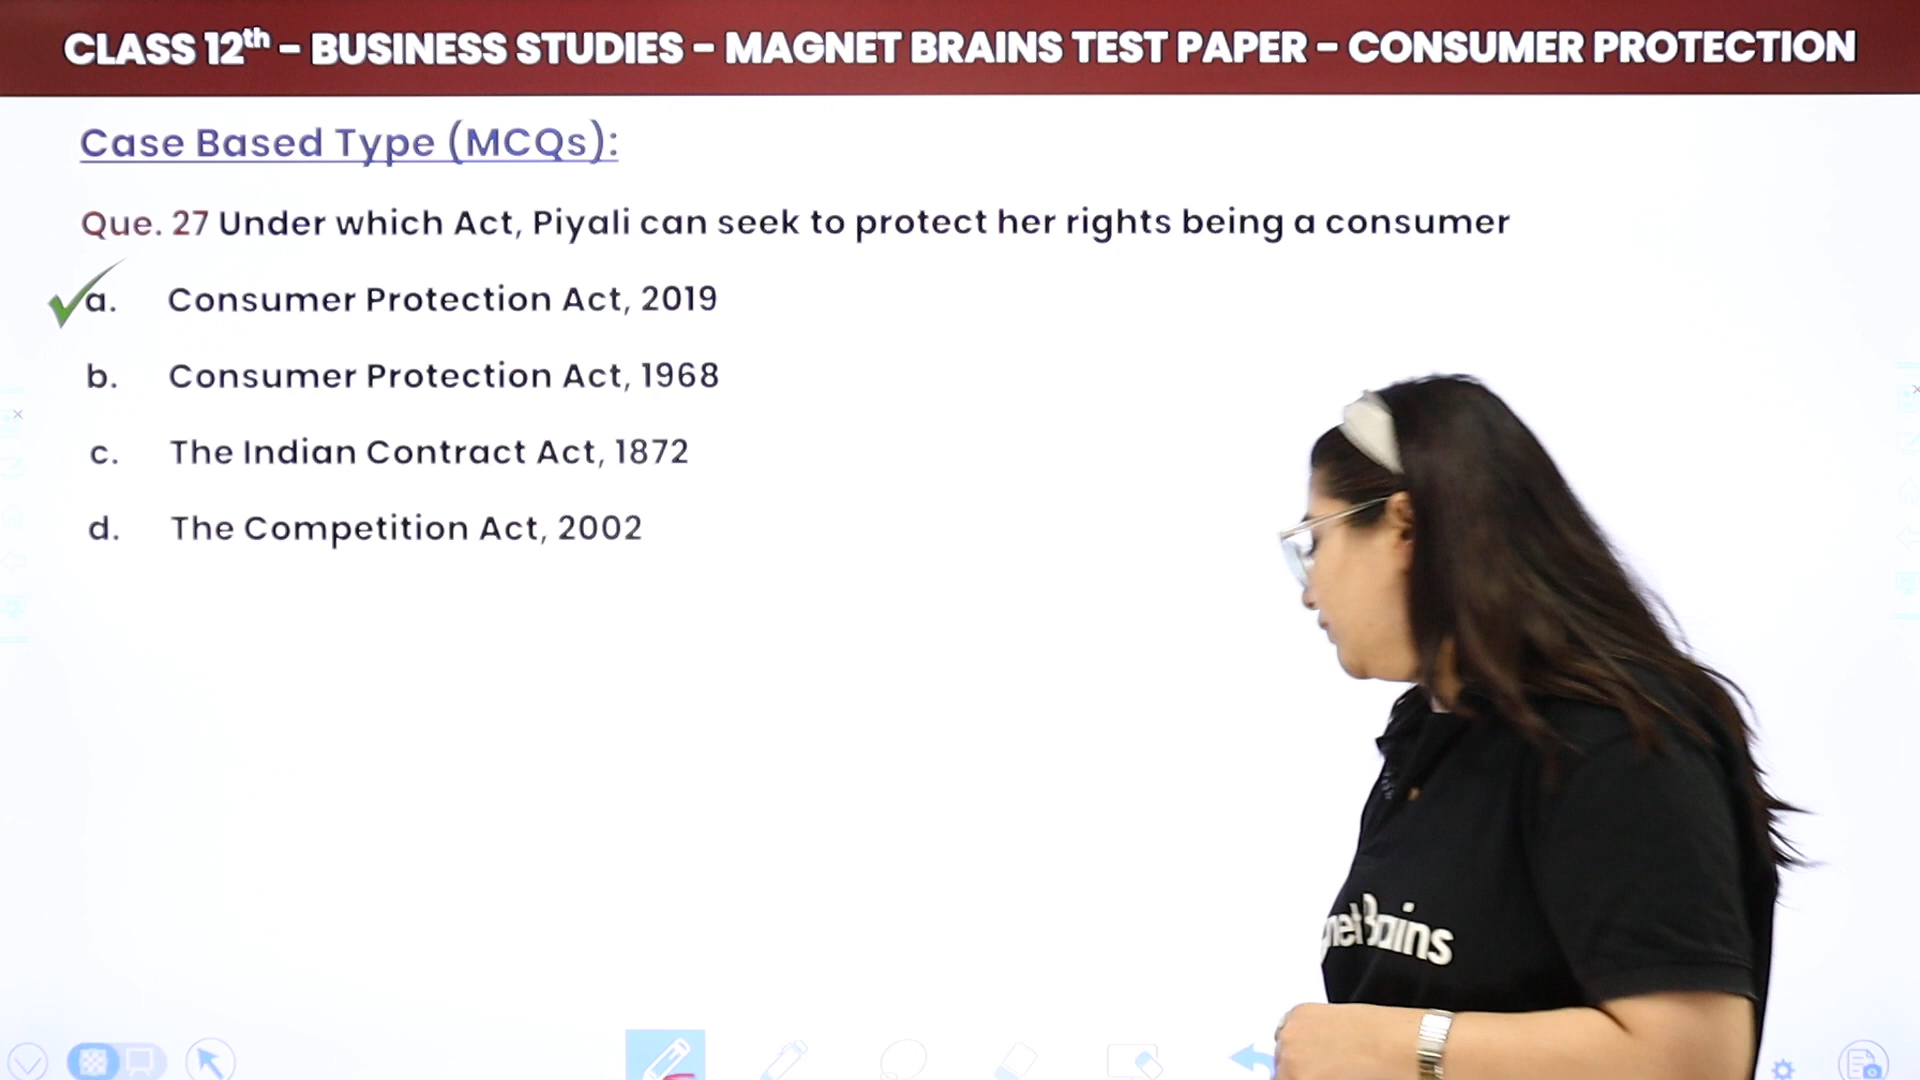 CLASS 12th – BUSINESS STUDIES – MAGNET BRAINS TEST PAPER – CONSUMER PROTECTION
Case Based Type (MCQs):
Que. 27 Under which Act, Piyali can seek to protect her rights being a consumer
a. Consumer Protection Act, 2019
b. Consumer Protection Act, 1968
c. The Indian Contract Act, 1872
d. The Competition Act, 2002
net Brains